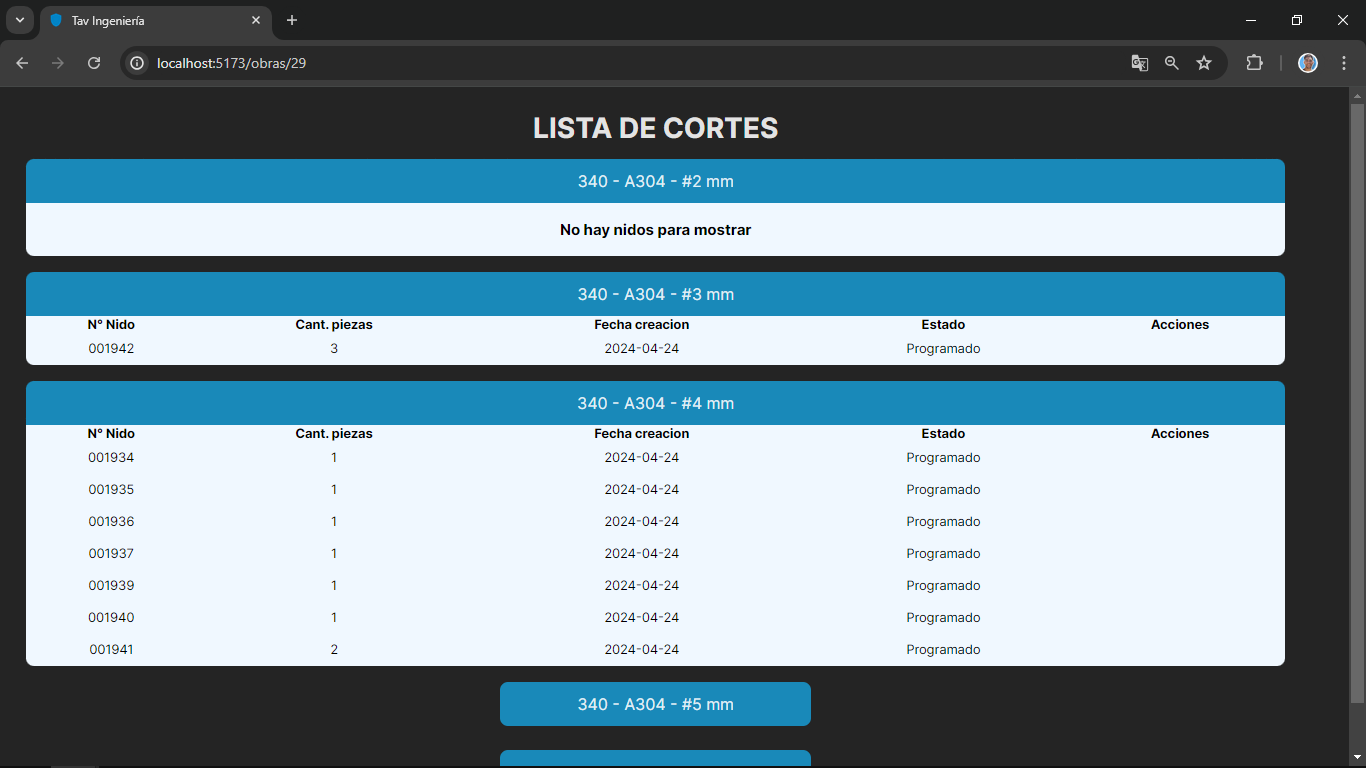 Tav Ingeniería
localhost:5173/obras/29
LISTA DE CORTES
340 - A304 - #2 mm
No hay nidos para mostrar
340 - A304 - #3 mm
N° Nido Cant. piezas Fecha creacion Estado Acciones
001942 3 2024-04-24 Programado
340 - A304 - #4 mm
N° Nido Cant. piezas Fecha creacion Estado Acciones
001934 1 2024-04-24 Programado
001935 1 2024-04-24 Programado
001936 1 2024-04-24 Programado
001937 1 2024-04-24 Programado
001939 1 2024-04-24 Programado
001940 1 2024-04-24 Programado
001941 2 2024-04-24 Programado
340 - A304 - #5 mm